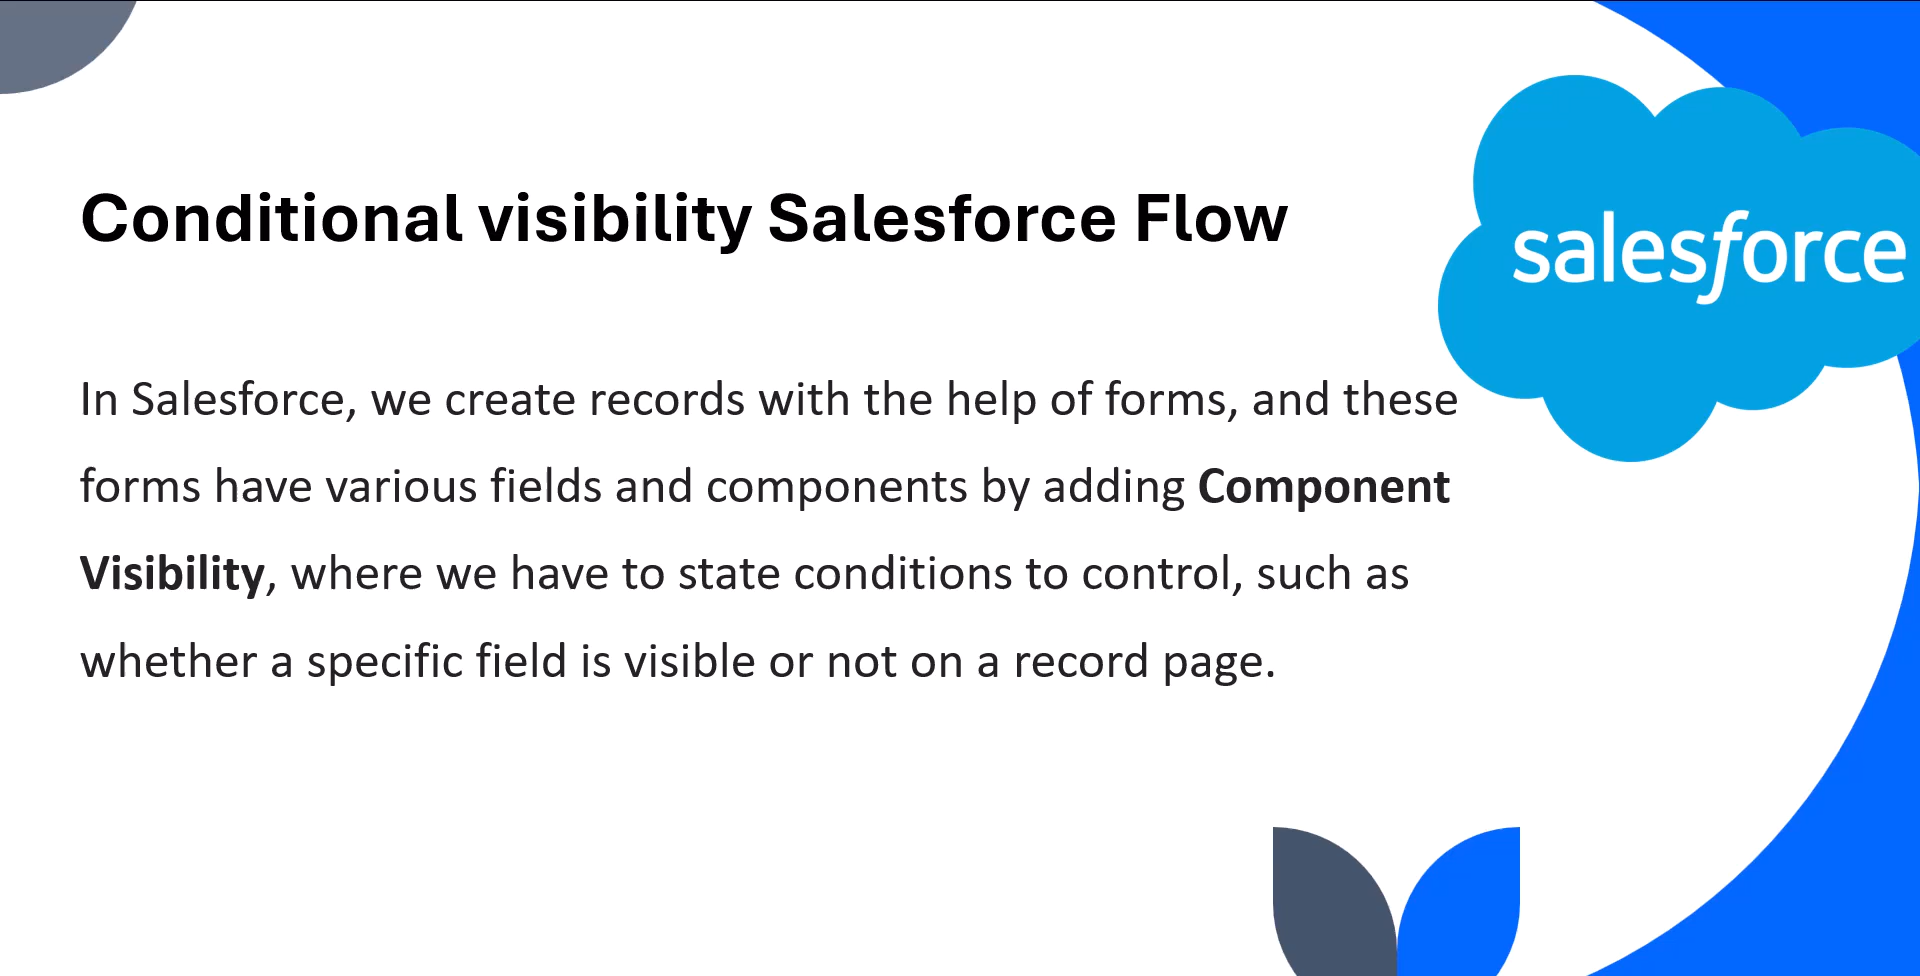 Conditional visibility Salesforce Flow
salesforce
In Salesforce, we create records with the help of forms, and these
forms have various fields and components by adding Component
Visibility, where we have to state conditions to control, such as
whether a specific field is visible or not on a record page.